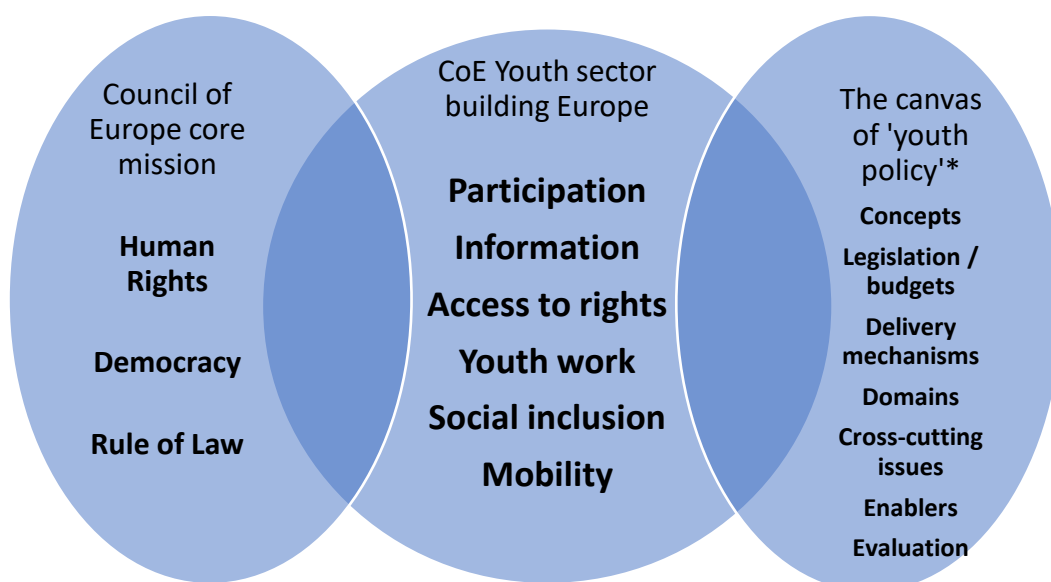 Council of
Europe core
mission
Human
Rights
Democracy
Rule of Law
CoE Youth sector
building Europe
Participation
Information
Access to rights
Youth work
Social inclusion
Mobility
The canvas
of 'youth
policy'*
Concepts
Legislation /
budgets
Delivery
mechanisms
Domains
Cross-cutting
issues
Enablers
Evaluation